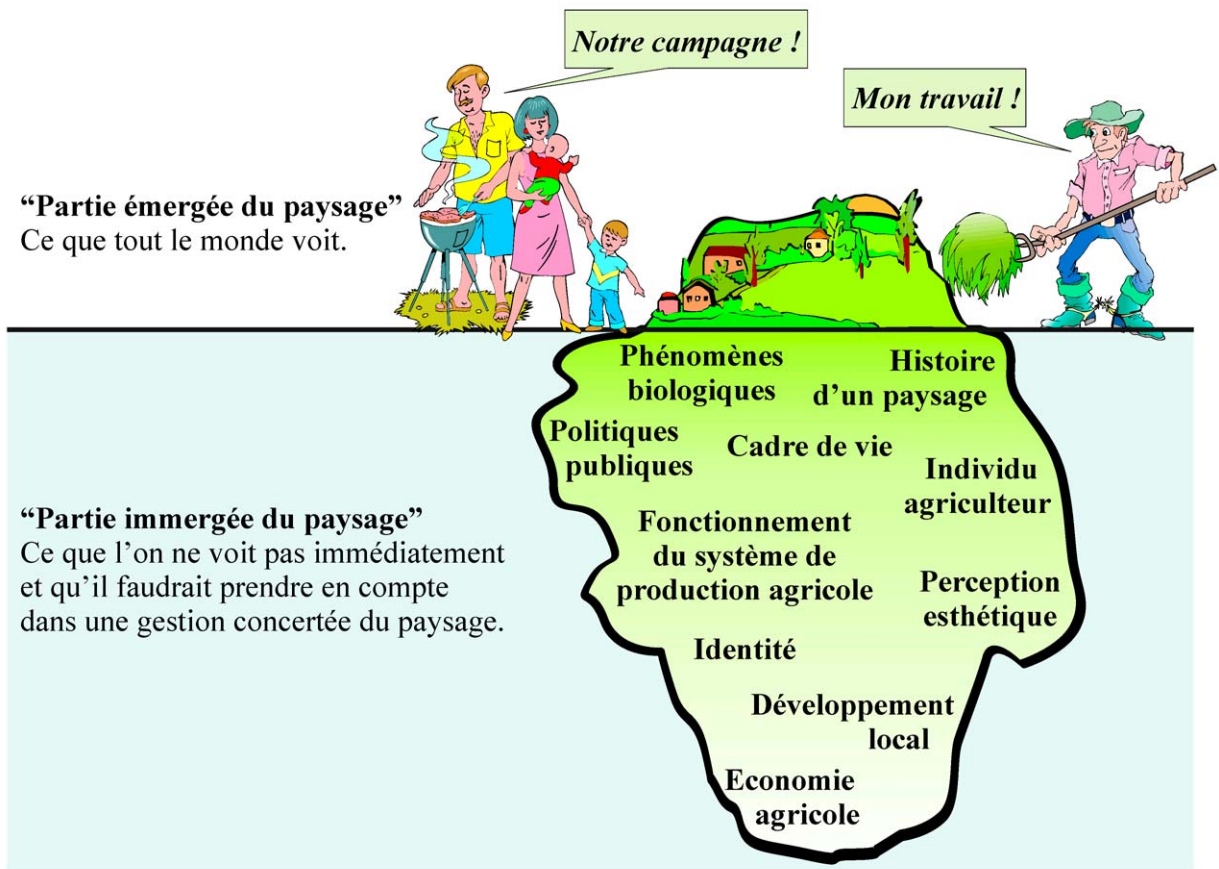 Notre campagne !
Mon travail !
“Partie émergée du paysage”
Ce que tout le monde voit.
Phénomènes
biologiques
Histoire
d’un paysage
Politiques
publiques
Cadre de vie
Individu
agriculteur
“Partie immergée du paysage”
Ce que l’on ne voit pas immédiatement
et qu’il faudrait prendre en compte
dans une gestion concertée du paysage.
Fonctionnement
du système de
production agricole
Perception
esthétique
Identité
Développement
local
Economie
agricole